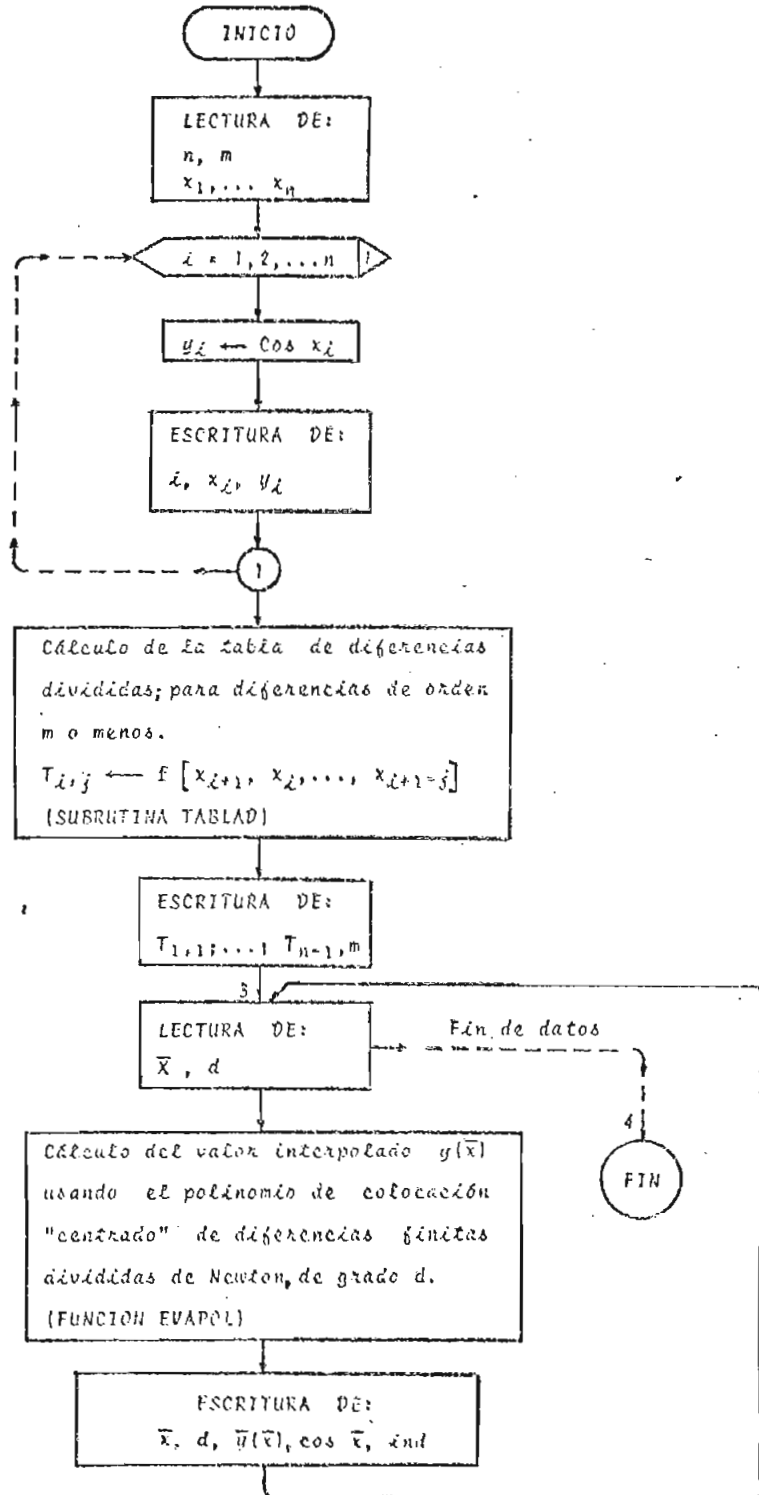 INICIO
LECTURA DE:
n, m
x₁,... xₙ
i = 1,2,...n 1
yᵢ ← Cos xᵢ
ESCRITURA DE:
i, xᵢ, yᵢ
1
Cálculo de la tabla de diferencias
divididas; para diferencias de orden
m o menos.
Tᵢ,ⱼ ← f [xᵢ₊₁, xᵢ,..., xᵢ₊₁₋ⱼ]
(SUBRUTINA TABLAD)
ESCRITURA DE:
T₁,₁;...; Tₙ₋₁,m
3
LECTURA DE:
x̄ , d
Fin de datos
4
FIN
Cálculo del valor interpolado y(x̄)
usando el polinomio de colocación
"centrado" de diferencias finitas
divididas de Newton, de grado d.
(FUNCION EVAPOL)
ESCRITURA DE:
x̄, d, ȳ(x̄), cos x̄, ind